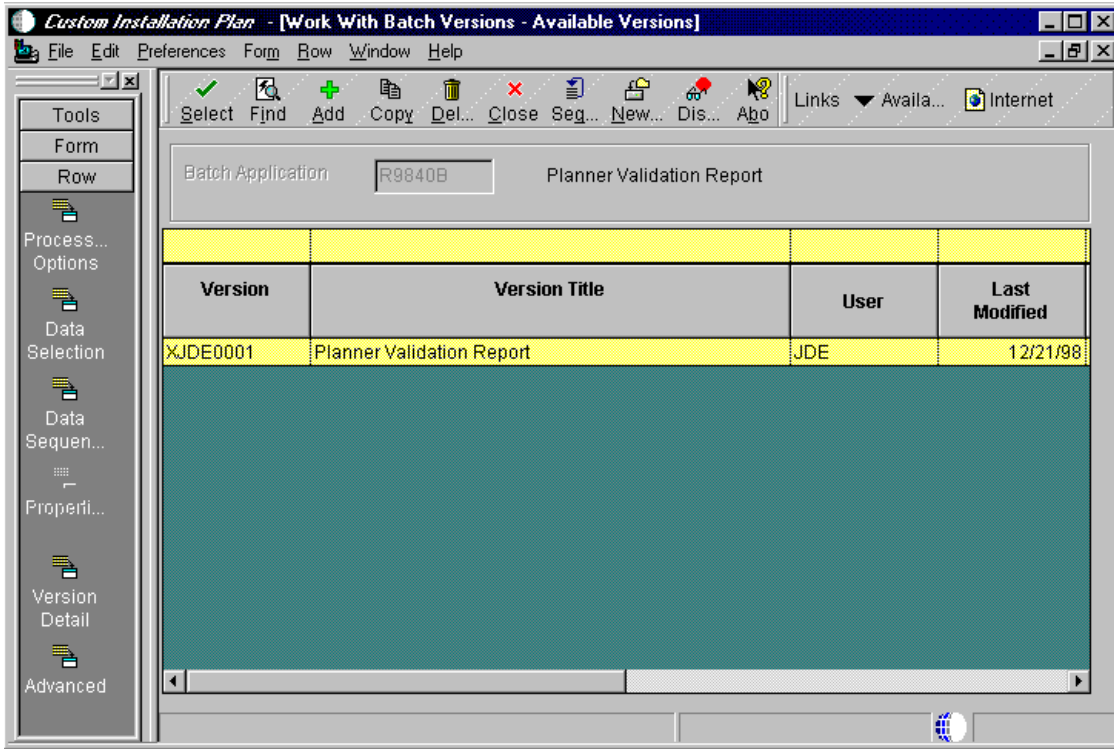 Custom Installation Plan - [Work With Batch Versions - Available Versions]
File Edit Preferences Form Row Window Help
Tools
Form
Row
Process...
Options
Data
Selection
Data
Sequen...
Properti...
Version
Detail
Advanced
Select Find Add Copy Del... Close Seq... New... Dis... Abo Links Availa... Internet
Batch Application R9840B Planner Validation Report
Version Version Title User Last
Modified
XJDE0001 Planner Validation Report JDE 12/21/98